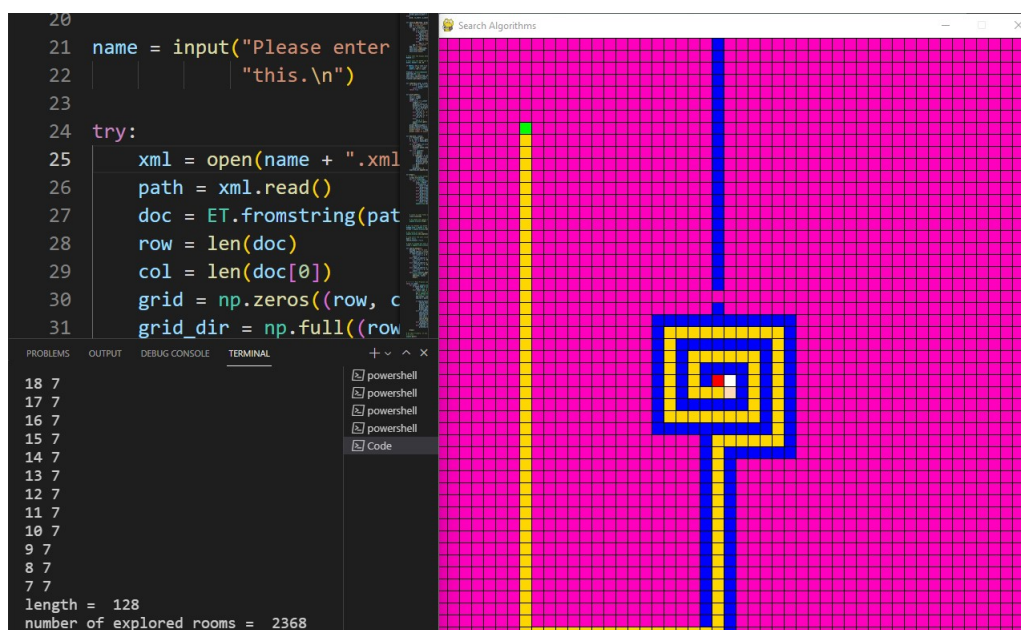 20
21 name = input("Please enter
22 "this.\n")
23
24 try:
25 xml = open(name + ".xml
26 path = xml.read()
27 doc = ET.fromstring(pat
28 row = len(doc)
29 col = len(doc[0])
30 grid = np.zeros((row, c
31 grid_dir = np.full((row
PROBLEMS OUTPUT DEBUG CONSOLE TERMINAL
18 7
17 7
16 7
15 7
14 7
13 7
12 7
11 7
10 7
9 7
8 7
7 7
length = 128
number of explored rooms = 2368
powershell
powershell
powershell
powershell
Code
Search Algorithms